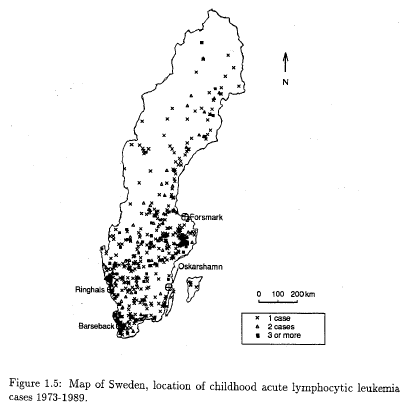 N
Forsmark
Oskarshamn
Ringhals
Barseback
0 100 200km
1 case
2 cases
3 or more
Figure 1.5: Map of Sweden, location of childhood acute lymphocytic leukemia
cases 1973-1989.